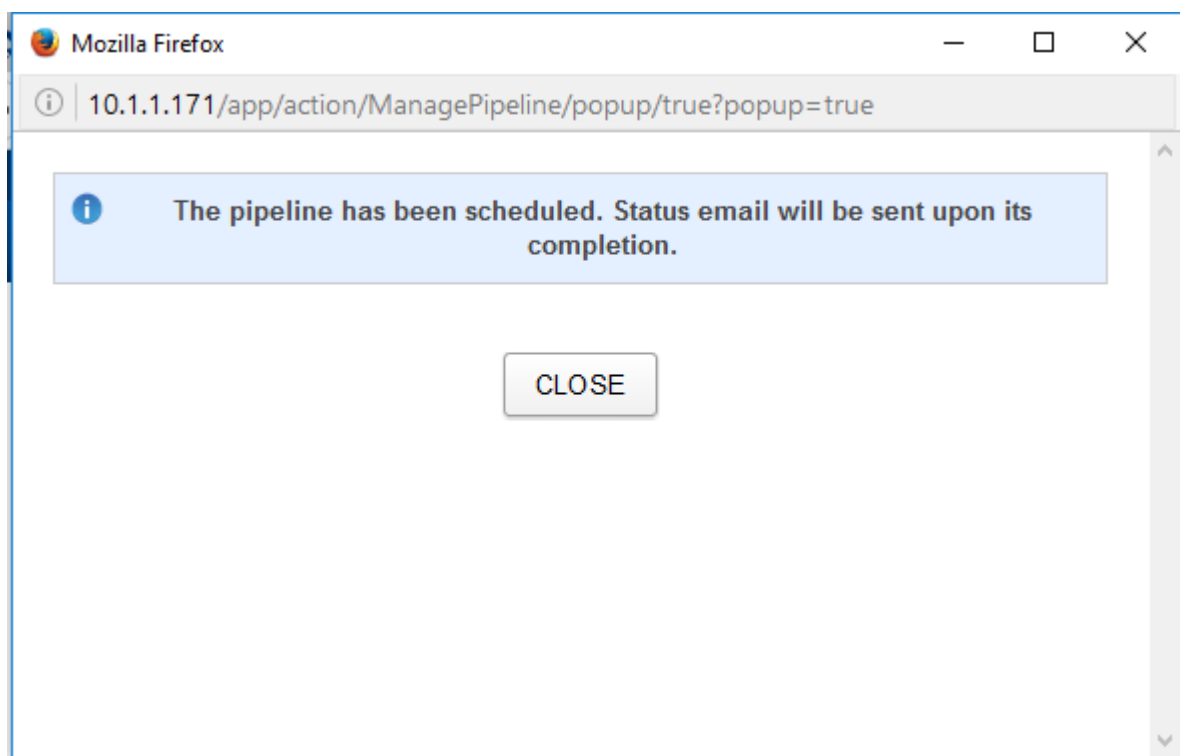 Mozilla Firefox
10.1.1.171/app/action/ManagePipeline/popup/true?popup=true
The pipeline has been scheduled. Status email will be sent upon its
completion.
CLOSE